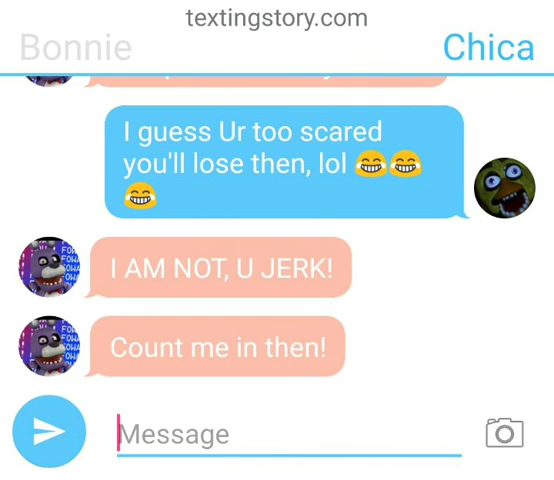 textingstory.com
Bonnie
Chica
I guess Ur too scared
you'll lose then, lol 😂😂
😂
I AM NOT, U JERK!
Count me in then!
Message